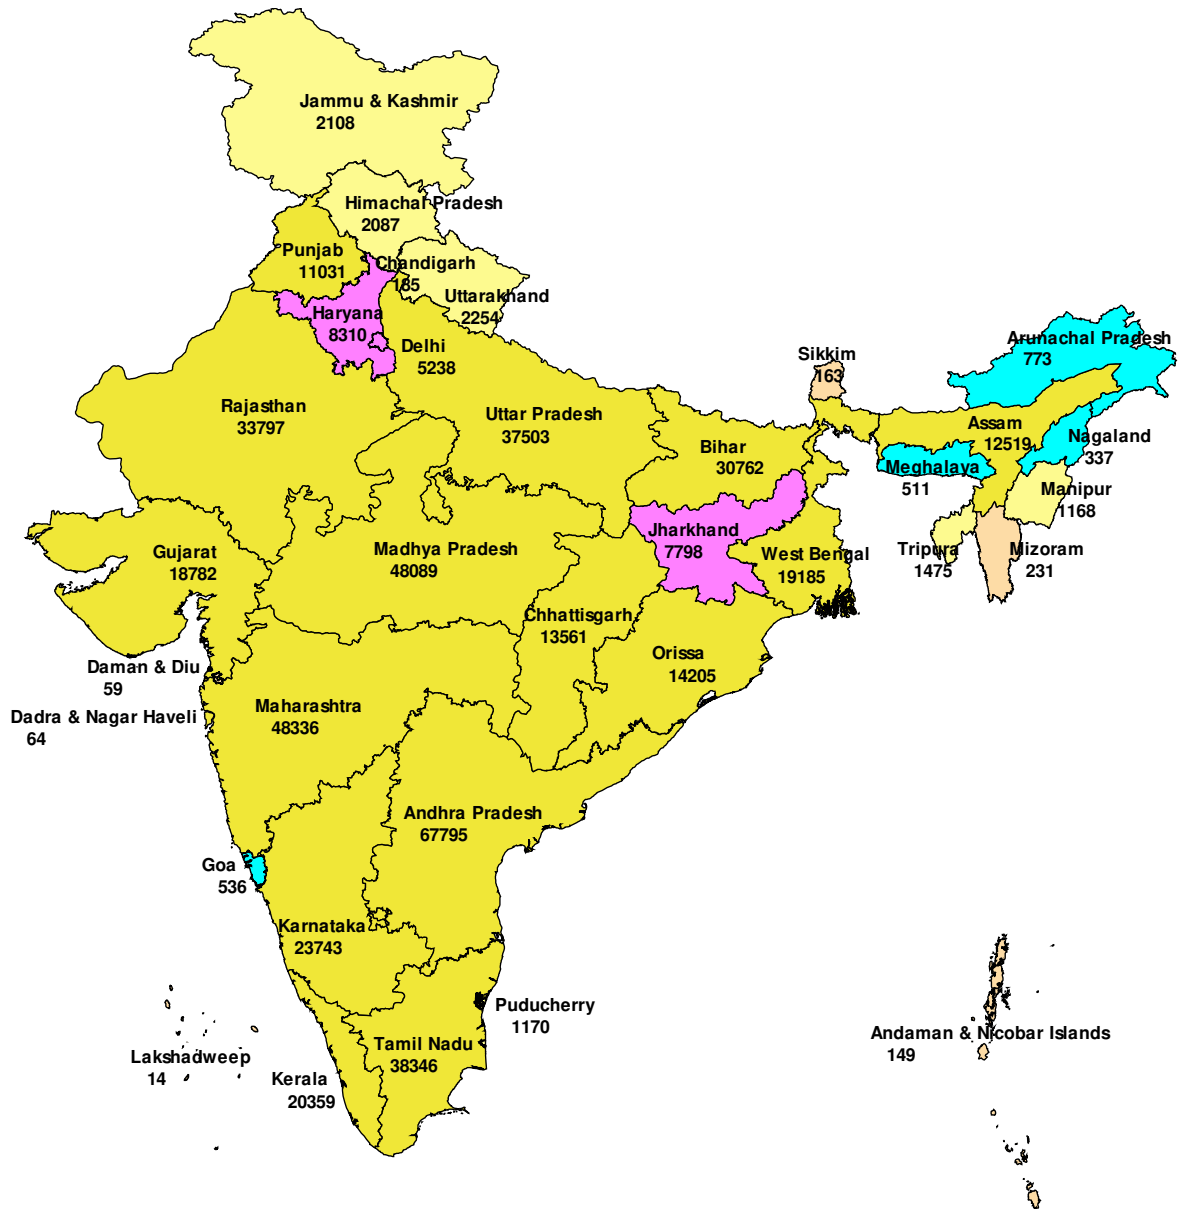 Jammu & Kashmir
2108
Himachal Pradesh
2087
Punjab
11031
Chandigarh
185
Uttarakhand
2254
Haryana
8310
Delhi
5238
Arunachal Pradesh
773
Sikkim
163
Rajasthan
33797
Uttar Pradesh
37503
Bihar
30762
Assam
12519
Nagaland
337
Meghalaya
511
Manipur
1168
Jharkhand
7798
Gujarat
18782
Madhya Pradesh
48089
West Bengal
19185
Tripura
1475
Mizoram
231
Chhattisgarh
13561
Orissa
14205
Daman & Diu
59
Dadra & Nagar Haveli
64
Maharashtra
48336
Andhra Pradesh
67795
Goa
536
Karnataka
23743
Puducherry
1170
Andaman & Nicobar Islands
149
Lakshadweep
14
Tamil Nadu
38346
Kerala
20359